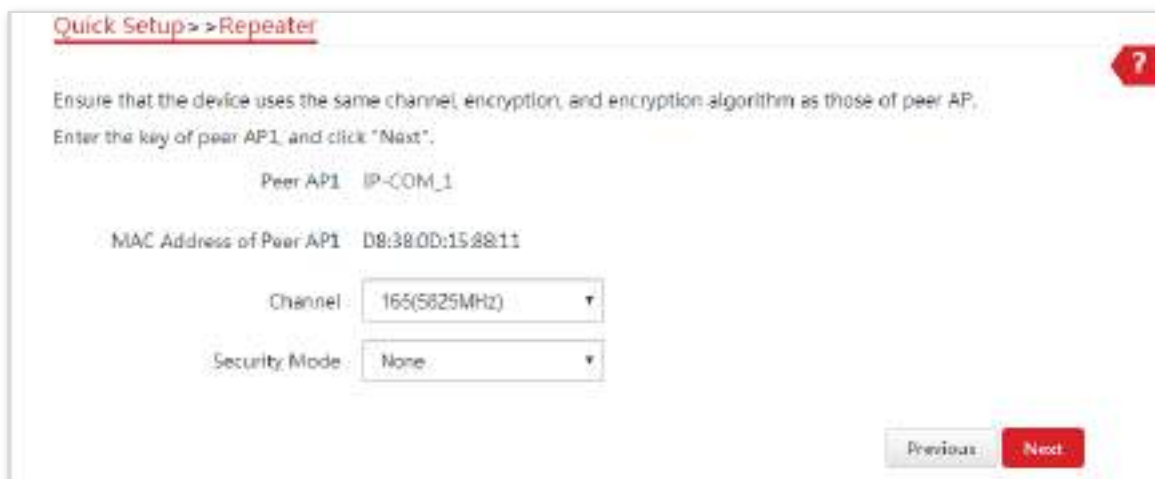 Quick Setup>>Repeater
?
Ensure that the device uses the same channel, encryption, and encryption algorithm as those of peer AP.
Enter the key of peer AP1, and click "Next".
Peer AP1 IP-COM_1
MAC Address of Peer AP1 D8:38:0D:15:88:11
Channel 165(5825MHz)
Security Mode None
Previous Next